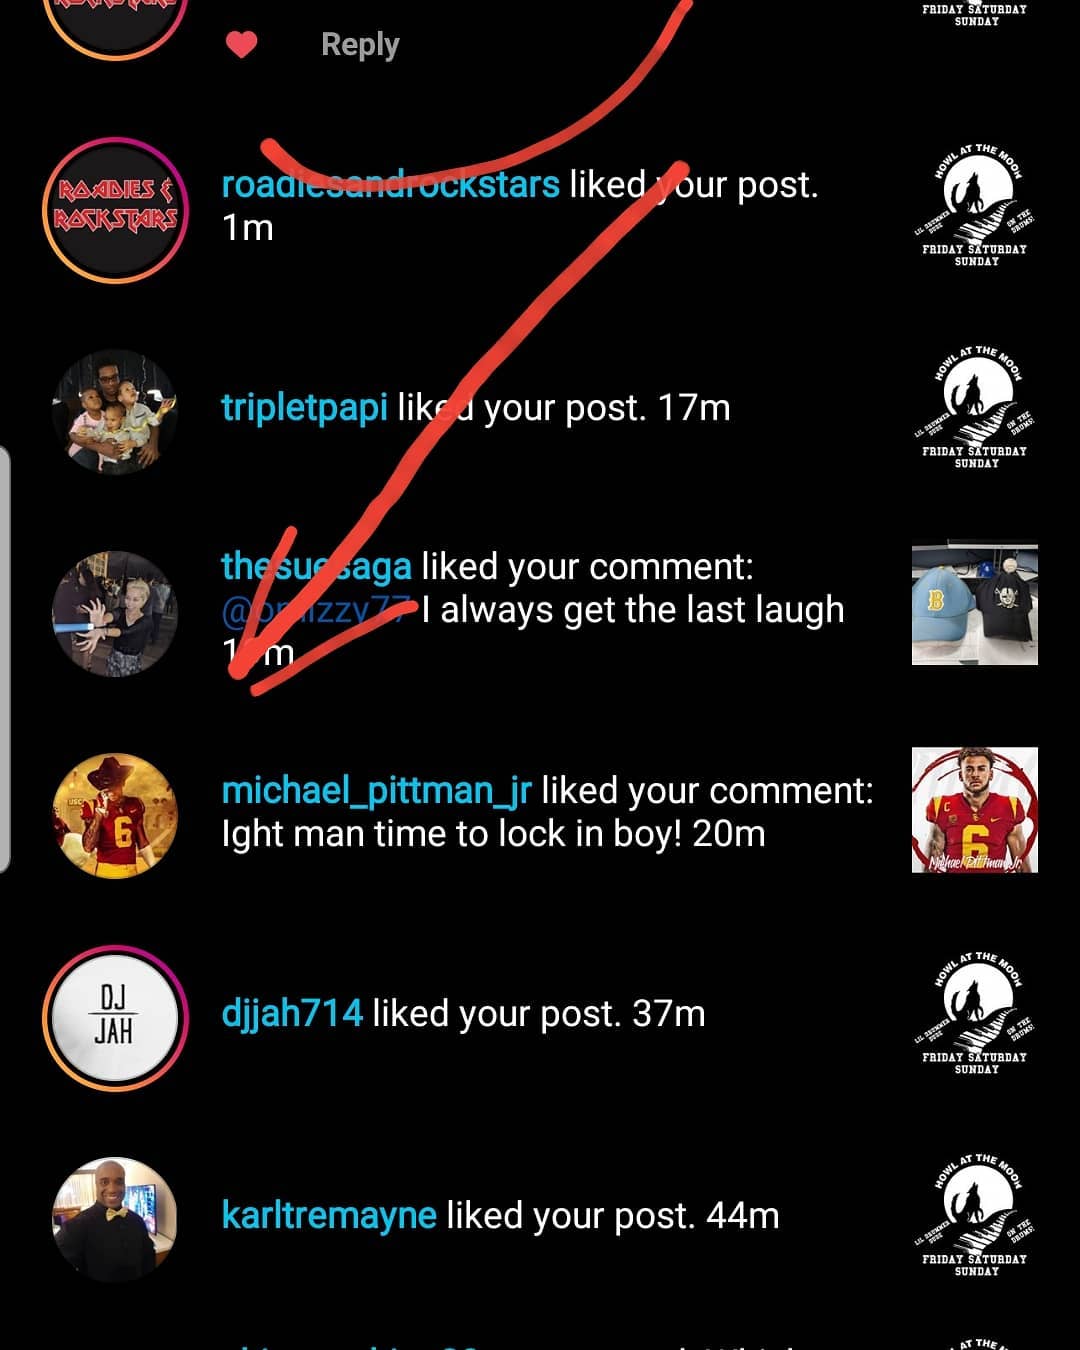 ROCKSTARS
Reply
FRIDAY SATURDAY
SUNDAY
ROADIES &
ROCKSTARS
roadiesandrockstars liked your post.
1m
HOWL AT THE MOON
LIL DRUMMER
DUDE
ON THE
DRUMS!
FRIDAY SATURDAY
SUNDAY
tripletpapi liked your post. 17m
HOWL AT THE MOON
LIL DRUMMER
DUDE
ON THE
DRUMS!
FRIDAY SATURDAY
SUNDAY
thesuesaga liked your comment:
I always get the last laugh
m
B
USC
6
michael_pittman_jr liked your comment:
Ight man time to lock in boy! 20m
C
6
Michael Pittman Jr.
DJ
JAH
djjah714 liked your post. 37m
HOWL AT THE MOON
LIL DRUMMER
DUDE
ON THE
DRUMS!
FRIDAY SATURDAY
SUNDAY
karltremayne liked your post. 44m
HOWL AT THE MOON
LIL DRUMMER
DUDE
ON THE
DRUMS!
FRIDAY SATURDAY
SUNDAY
AT THE